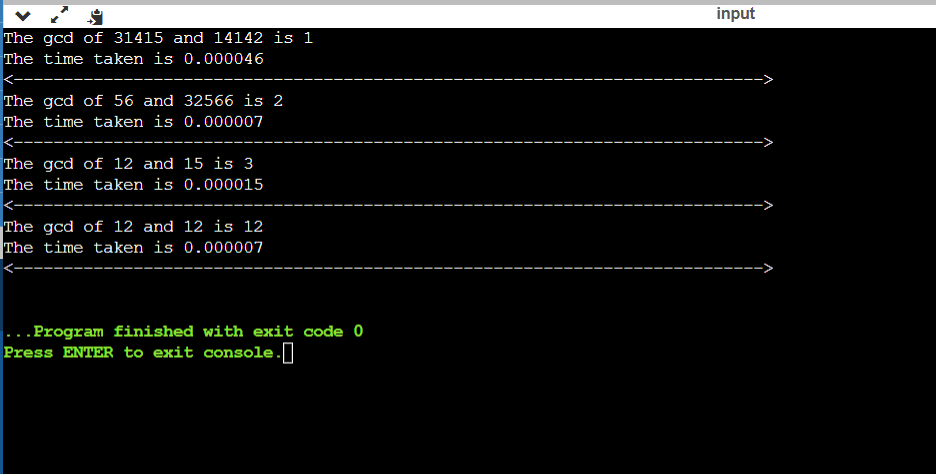 input
The gcd of 31415 and 14142 is 1
The time taken is 0.000046
<--------------------------------------------------------------------------->
The gcd of 56 and 32566 is 2
The time taken is 0.000007
<--------------------------------------------------------------------------->
The gcd of 12 and 15 is 3
The time taken is 0.000015
<--------------------------------------------------------------------------->
The gcd of 12 and 12 is 12
The time taken is 0.000007
<--------------------------------------------------------------------------->
...Program finished with exit code 0
Press ENTER to exit console.